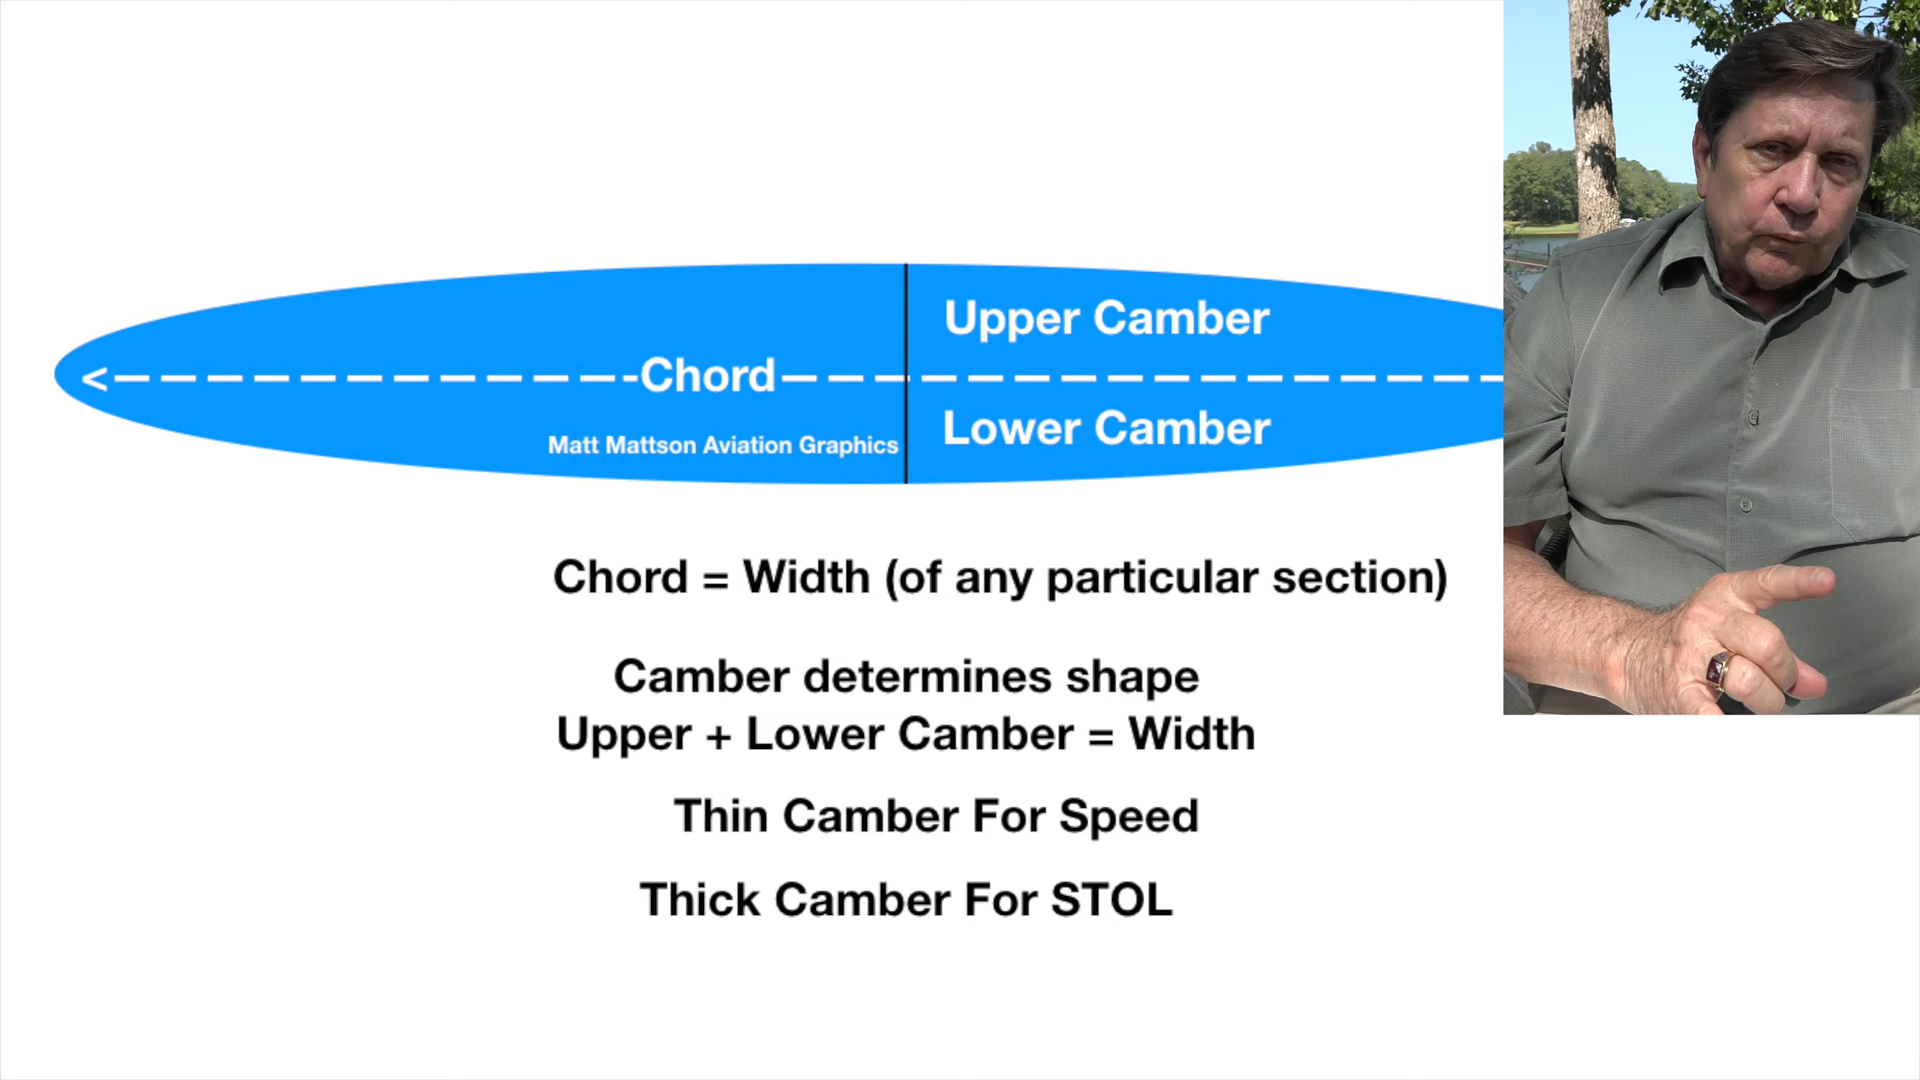 Upper Camber
<------------------Chord------------------
Lower Camber
Matt Mattson Aviation Graphics
Chord = Width (of any particular section)
Camber determines shape
Upper + Lower Camber = Width
Thin Camber For Speed
Thick Camber For STOL